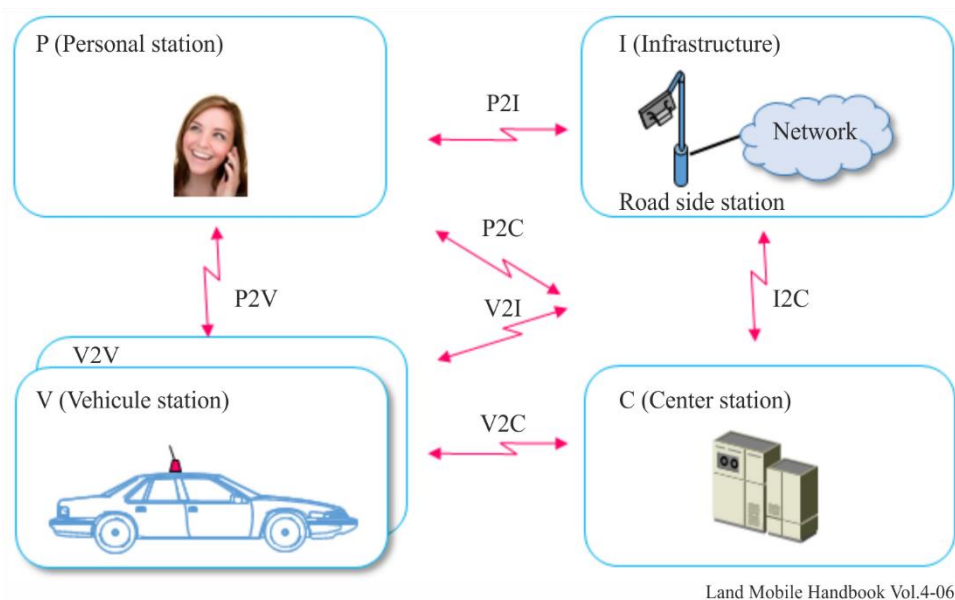 P (Personal station)
I (Infrastructure)
P2I
Network
Road side station
P2C
P2V
V2I
I2C
V2V
V (Vehicule station)
V2C
C (Center station)
Land Mobile Handbook Vol.4-06